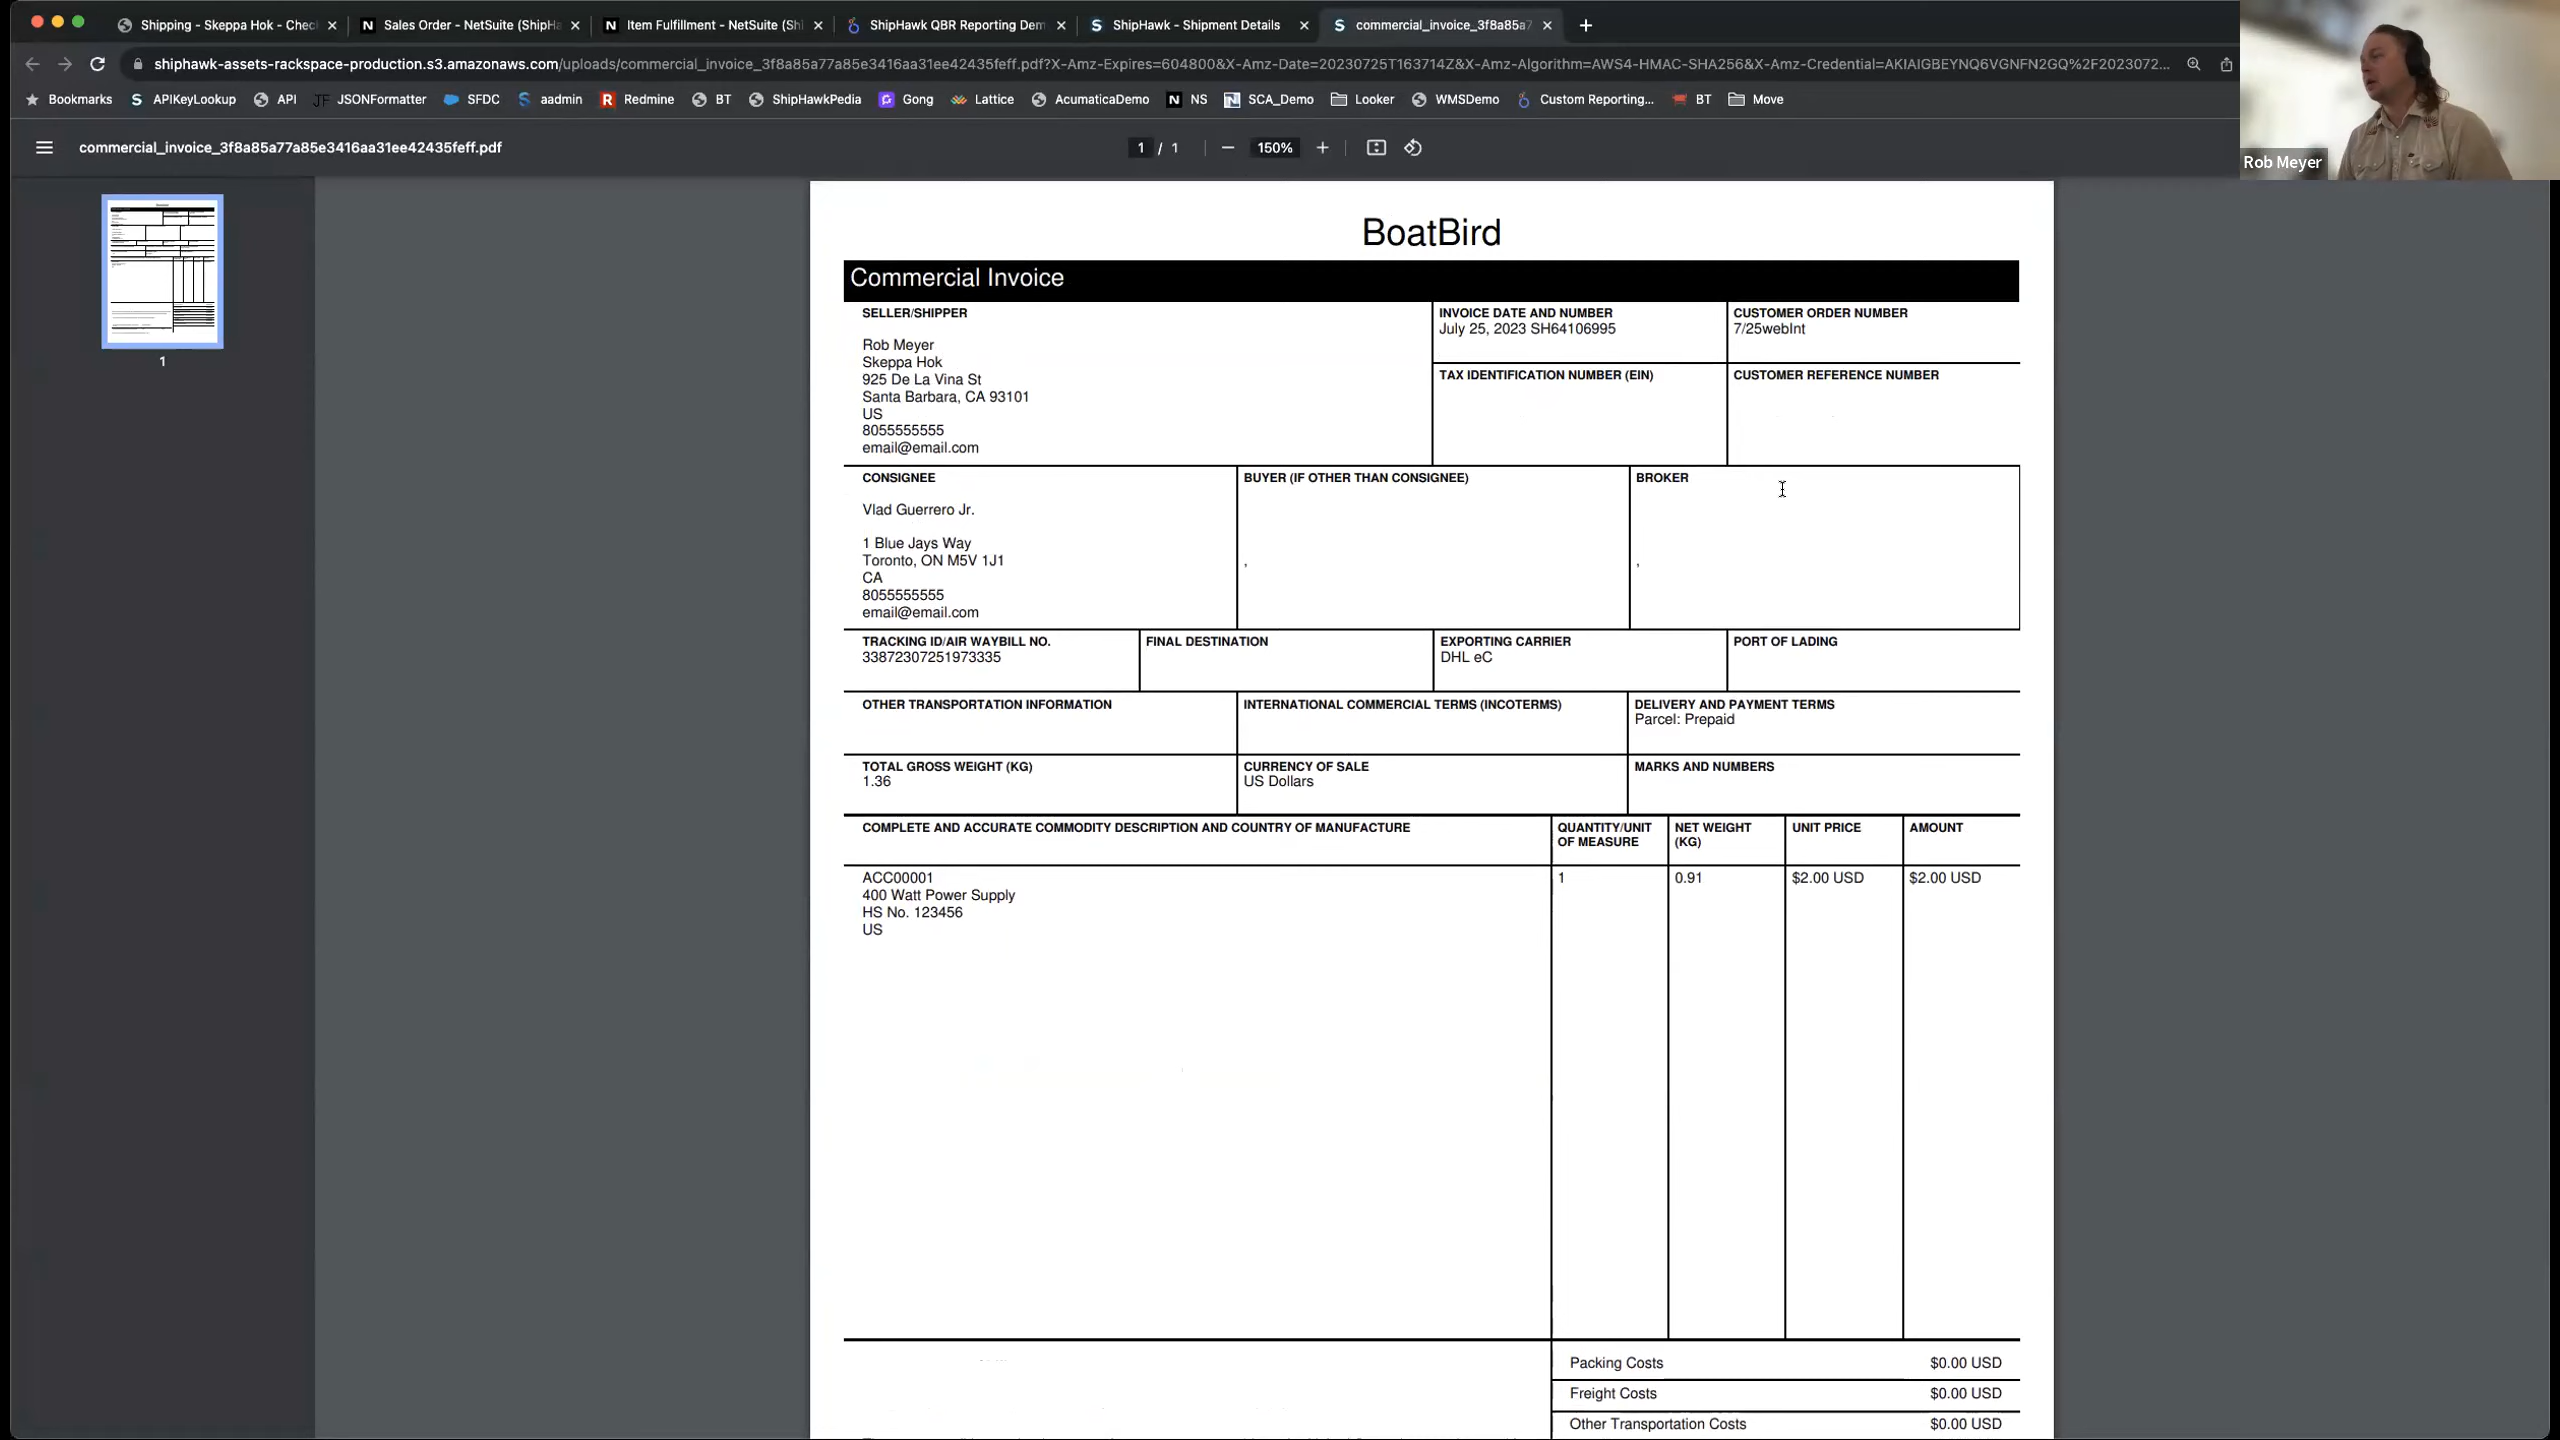 Shipping - Skeppa Hok - Chec
Sales Order - NetSuite (ShipHa
Item Fulfillment - NetSuite (Shi
ShipHawk QBR Reporting Dem
ShipHawk - Shipment Details
commercial_invoice_3f8a85a7
shiphawk-assets-rackspace-production.s3.amazonaws.com/uploads/commercial_invoice_3f8a85a77a85e3416aa31ee42435feff.pdf?X-Amz-Expires=604800&X-Amz-Date=20230725T163714Z&X-Amz-Algorithm=AWS4-HMAC-SHA256&X-Amz-Credential=AKIAIGBEYNQ6VGNFN2GQ%2F2023072...
Bookmarks
APIKeyLookup
API
JSONFormatter
SFDC
aadmin
Redmine
BT
ShipHawkPedia
Gong
Lattice
AcumaticaDemo
NS
SCA_Demo
Looker
WMSDemo
Custom Reporting...
BT
Move
Rob Meyer
commercial_invoice_3f8a85a77a85e3416aa31ee42435feff.pdf
1 / 1
150%
1
BoatBird
Commercial Invoice
SELLER/SHIPPER
Rob Meyer
Skeppa Hok
925 De La Vina St
Santa Barbara, CA 93101
US
8055555555
email@email.com
INVOICE DATE AND NUMBER
July 25, 2023 SH64106995
CUSTOMER ORDER NUMBER
7/25webInt
TAX IDENTIFICATION NUMBER (EIN)
CUSTOMER REFERENCE NUMBER
CONSIGNEE
Vlad Guerrero Jr.
1 Blue Jays Way
Toronto, ON M5V 1J1
CA
8055555555
email@email.com
BUYER (IF OTHER THAN CONSIGNEE)
,
BROKER
,
TRACKING ID/AIR WAYBILL NO.
33872307251973335
FINAL DESTINATION
EXPORTING CARRIER
DHL eC
PORT OF LADING
OTHER TRANSPORTATION INFORMATION
INTERNATIONAL COMMERCIAL TERMS (INCOTERMS)
DELIVERY AND PAYMENT TERMS
Parcel: Prepaid
TOTAL GROSS WEIGHT (KG)
1.36
CURRENCY OF SALE
US Dollars
MARKS AND NUMBERS
COMPLETE AND ACCURATE COMMODITY DESCRIPTION AND COUNTRY OF MANUFACTURE
QUANTITY/UNIT
OF MEASURE
NET WEIGHT
(KG)
UNIT PRICE
AMOUNT
ACC00001
400 Watt Power Supply
HS No. 123456
US
1
0.91
$2.00 USD
$2.00 USD
Packing Costs
$0.00 USD
Freight Costs
$0.00 USD
Other Transportation Costs
$0.00 USD